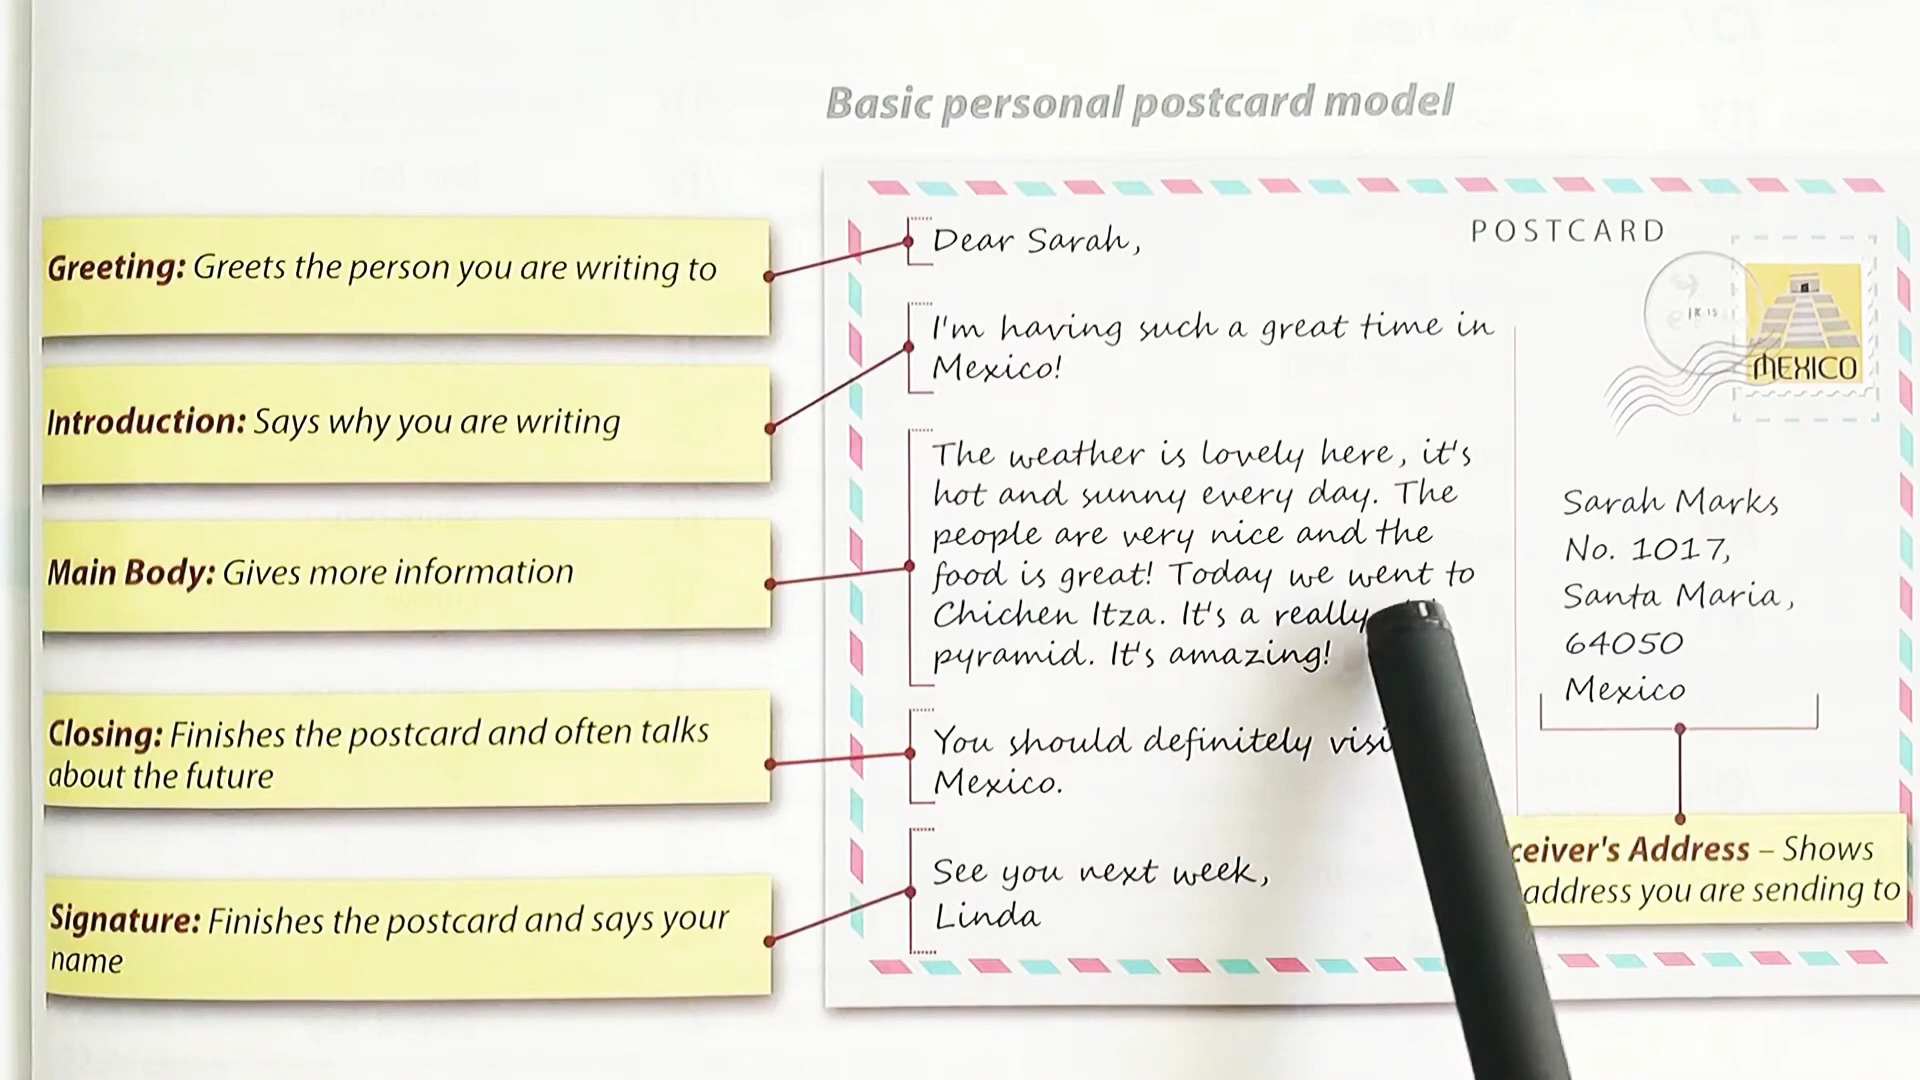 Basic personal postcard model
Greeting: Greets the person you are writing to
Introduction: Says why you are writing
Main Body: Gives more information
Closing: Finishes the postcard and often talks
about the future
Signature: Finishes the postcard and says your
name
Dear Sarah,
I'm having such a great time in
Mexico!
The weather is lovely here, it's
hot and sunny every day. The
people are very nice and the
food is great! Today we went to
Chichen Itza. It's a really
pyramid. It's amazing!
You should definitely
Mexico.
See you next week,
Linda
POSTCARD
MEXICO
Sarah Marks
No. 1017,
Santa Maria,
64050
Mexico
Address – Shows
address you are sending to